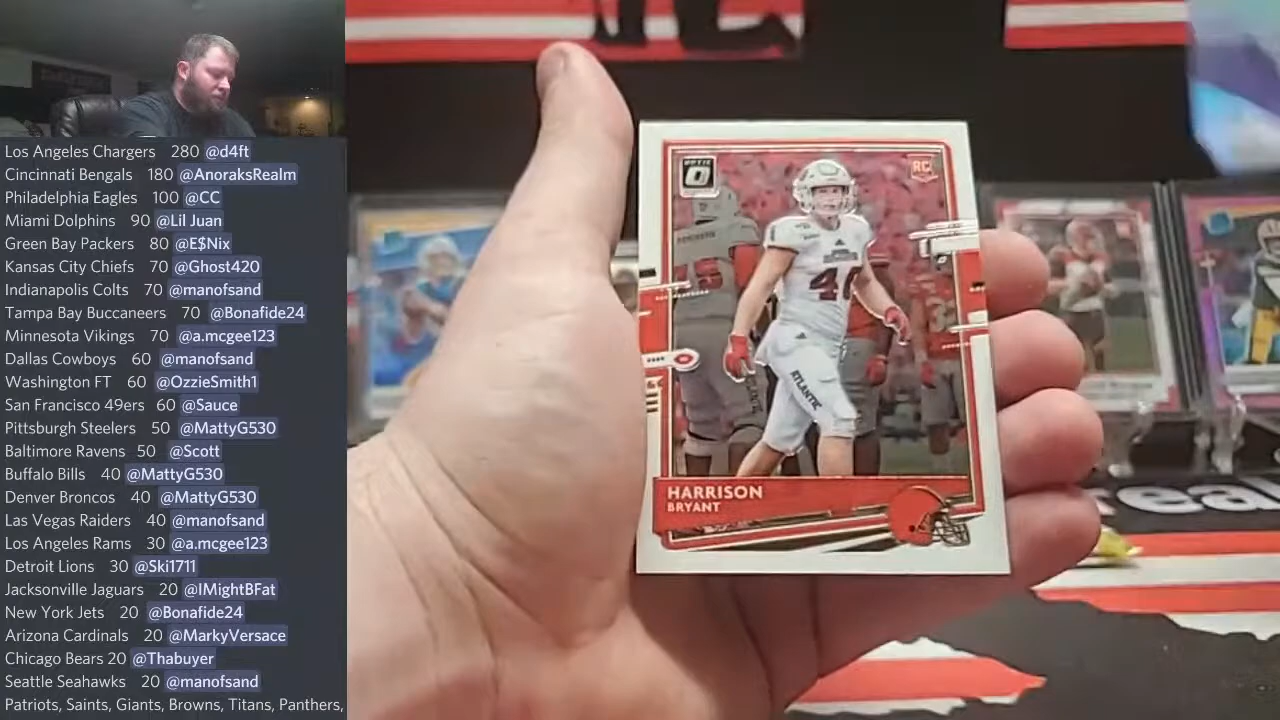 Los Angeles Chargers 280 @d4ft
Cincinnati Bengals 180 @AnoraksRealm
Philadelphia Eagles 100 @CC
Miami Dolphins 90 @Lil Juan
Green Bay Packers 80 @E$Nix
Kansas City Chiefs 70 @Ghost420
Indianapolis Colts 70 @manofsand
Tampa Bay Buccaneers 70 @Bonafide24
Minnesota Vikings 70 @a.mcgee123
Dallas Cowboys 60 @manofsand
Washington FT 60 @OzzieSmith1
San Francisco 49ers 60 @Sauce
Pittsburgh Steelers 50 @MattyG530
Baltimore Ravens 50 @Scott
Buffalo Bills 40 @MattyG530
Denver Broncos 40 @MattyG530
Las Vegas Raiders 40 @manofsand
Los Angeles Rams 30 @a.mcgee123
Detroit Lions 30 @Ski1711
Jacksonville Jaguars 20 @IMightBFat
New York Jets 20 @Bonafide24
Arizona Cardinals 20 @MarkyVersace
Chicago Bears 20 @Thabuyer
Seattle Seahawks 20 @manofsand
Patriots, Saints, Giants, Browns, Titans, Panthers,
OPTIC
RC
40
ATLANTIC
HARRISON
BRYANT
real